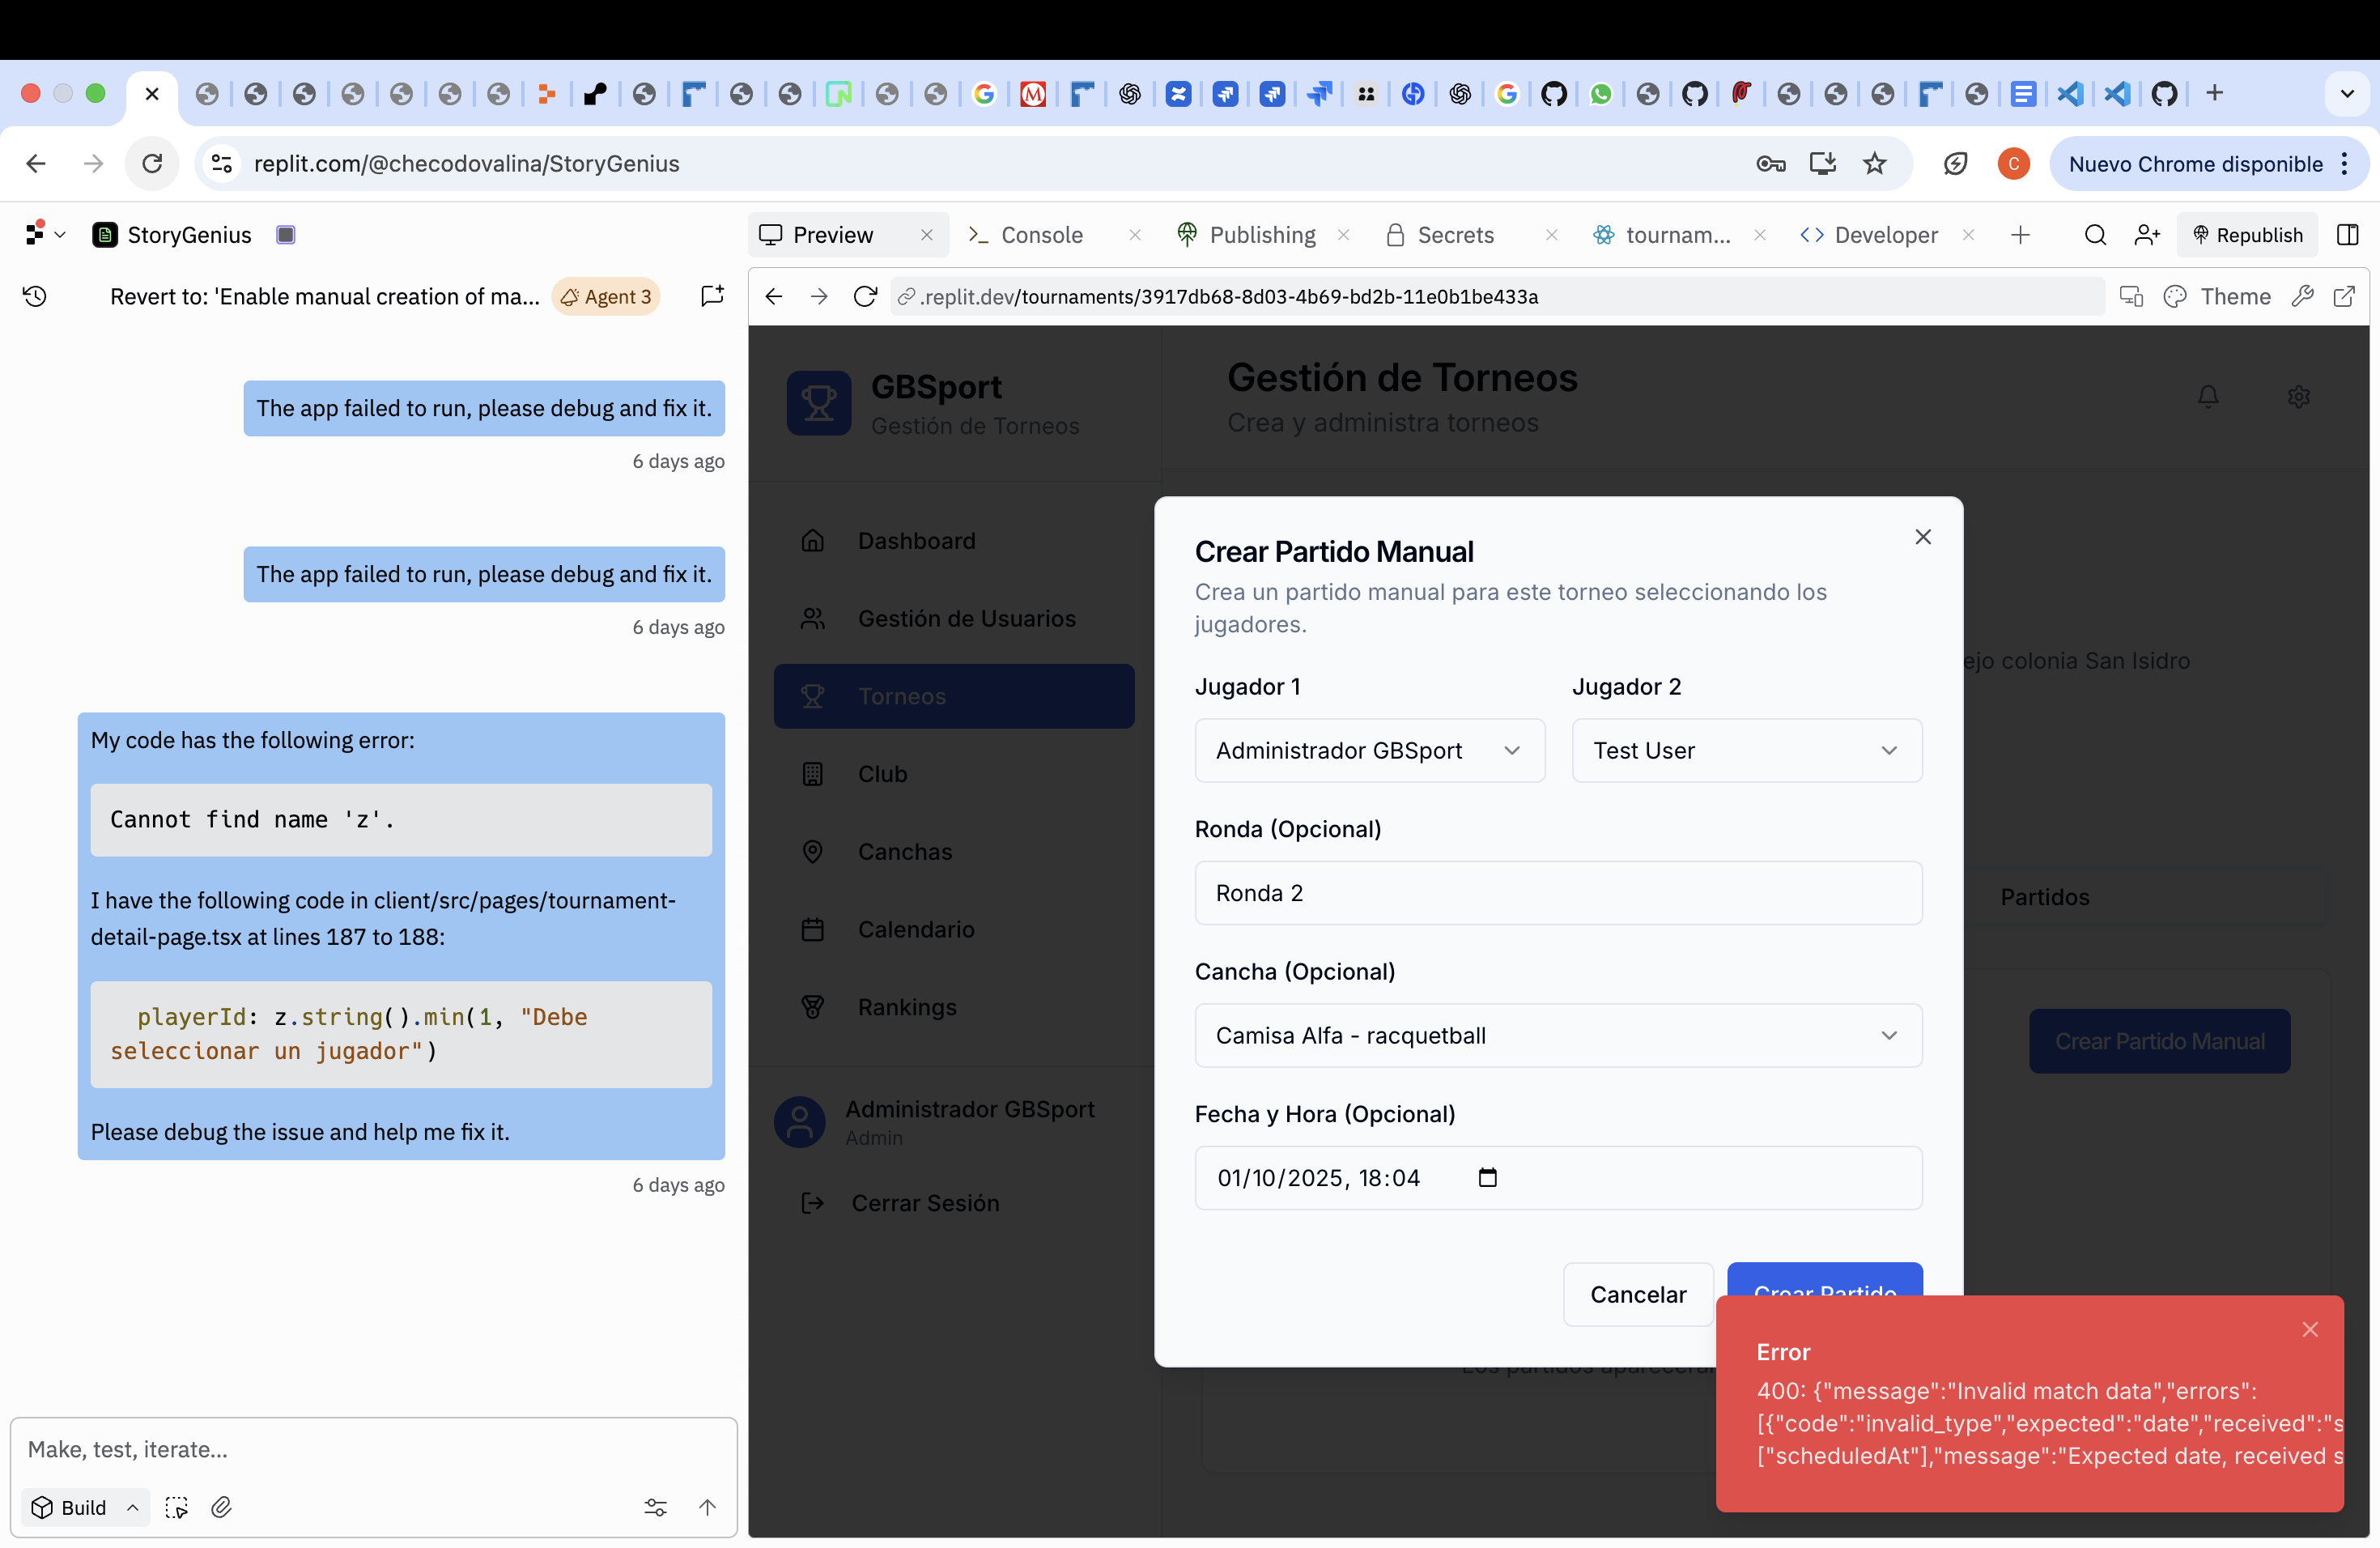 replit.com/@checodovalina/StoryGenius
C
Nuevo Chrome disponible
StoryGenius
Preview
Console
Publishing
Secrets
tournam...
Developer
Republish
Revert to: 'Enable manual creation of ma...
Agent 3
.replit.dev/tournaments/3917db68-8d03-4b69-bd2b-11e0b1be433a
Theme
The app failed to run, please debug and fix it.
6 days ago
The app failed to run, please debug and fix it.
6 days ago
My code has the following error:
Cannot find name 'z'.
I have the following code in client/src/pages/tournament-
detail-page.tsx at lines 187 to 188:
playerId: z.string().min(1, "Debe
seleccionar un jugador")
Please debug the issue and help me fix it.
6 days ago
Make, test, iterate...
Build
GBSport
Gestión de Torneos
Dashboard
Gestión de Usuarios
Torneos
Club
Canchas
Calendario
Rankings
Administrador GBSport
Admin
Cerrar Sesión
Gestión de Torneos
Crea y administra torneos
ejo colonia San Isidro
Partidos
Crear Partido Manual
Crear Partido Manual
Crea un partido manual para este torneo seleccionando los
jugadores.
Jugador 1
Jugador 2
Administrador GBSport
Test User
Ronda (Opcional)
Ronda 2
Cancha (Opcional)
Camisa Alfa - racquetball
Fecha y Hora (Opcional)
01/10/2025, 18:04
Cancelar
Crear Partido
Los partidos aparecerán
Error
400: {"message":"Invalid match data","errors":
[{"code":"invalid_type","expected":"date","received":"s
["scheduledAt"],"message":"Expected date, received s